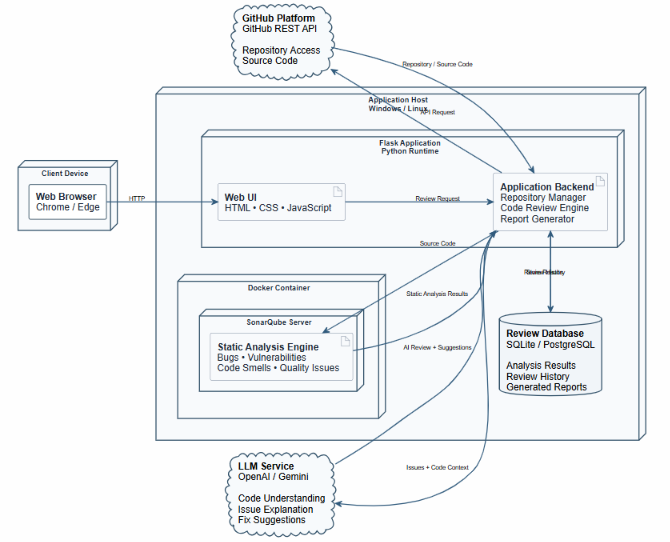 GitHub Platform
GitHub REST API
Repository Access
Source Code
Repository / Source Code
Application Host
Windows / Linux
API Request
Flask Application
Python Runtime
Client Device
Web Browser
Chrome / Edge
HTTP
Web UI
HTML • CSS • JavaScript
Review Request
Application Backend
Repository Manager
Code Review Engine
Report Generator
Source Code
Docker Container
Static Analysis Results
SonarQube Server
Static Analysis Engine
Bugs • Vulnerabilities
Code Smells • Quality Issues
AI Review + Suggestions
Review Database
SQLite / PostgreSQL
Analysis Results
Review History
Generated Reports
LLM Service
OpenAI / Gemini
Code Understanding
Issue Explanation
Fix Suggestions
Issues + Code Context